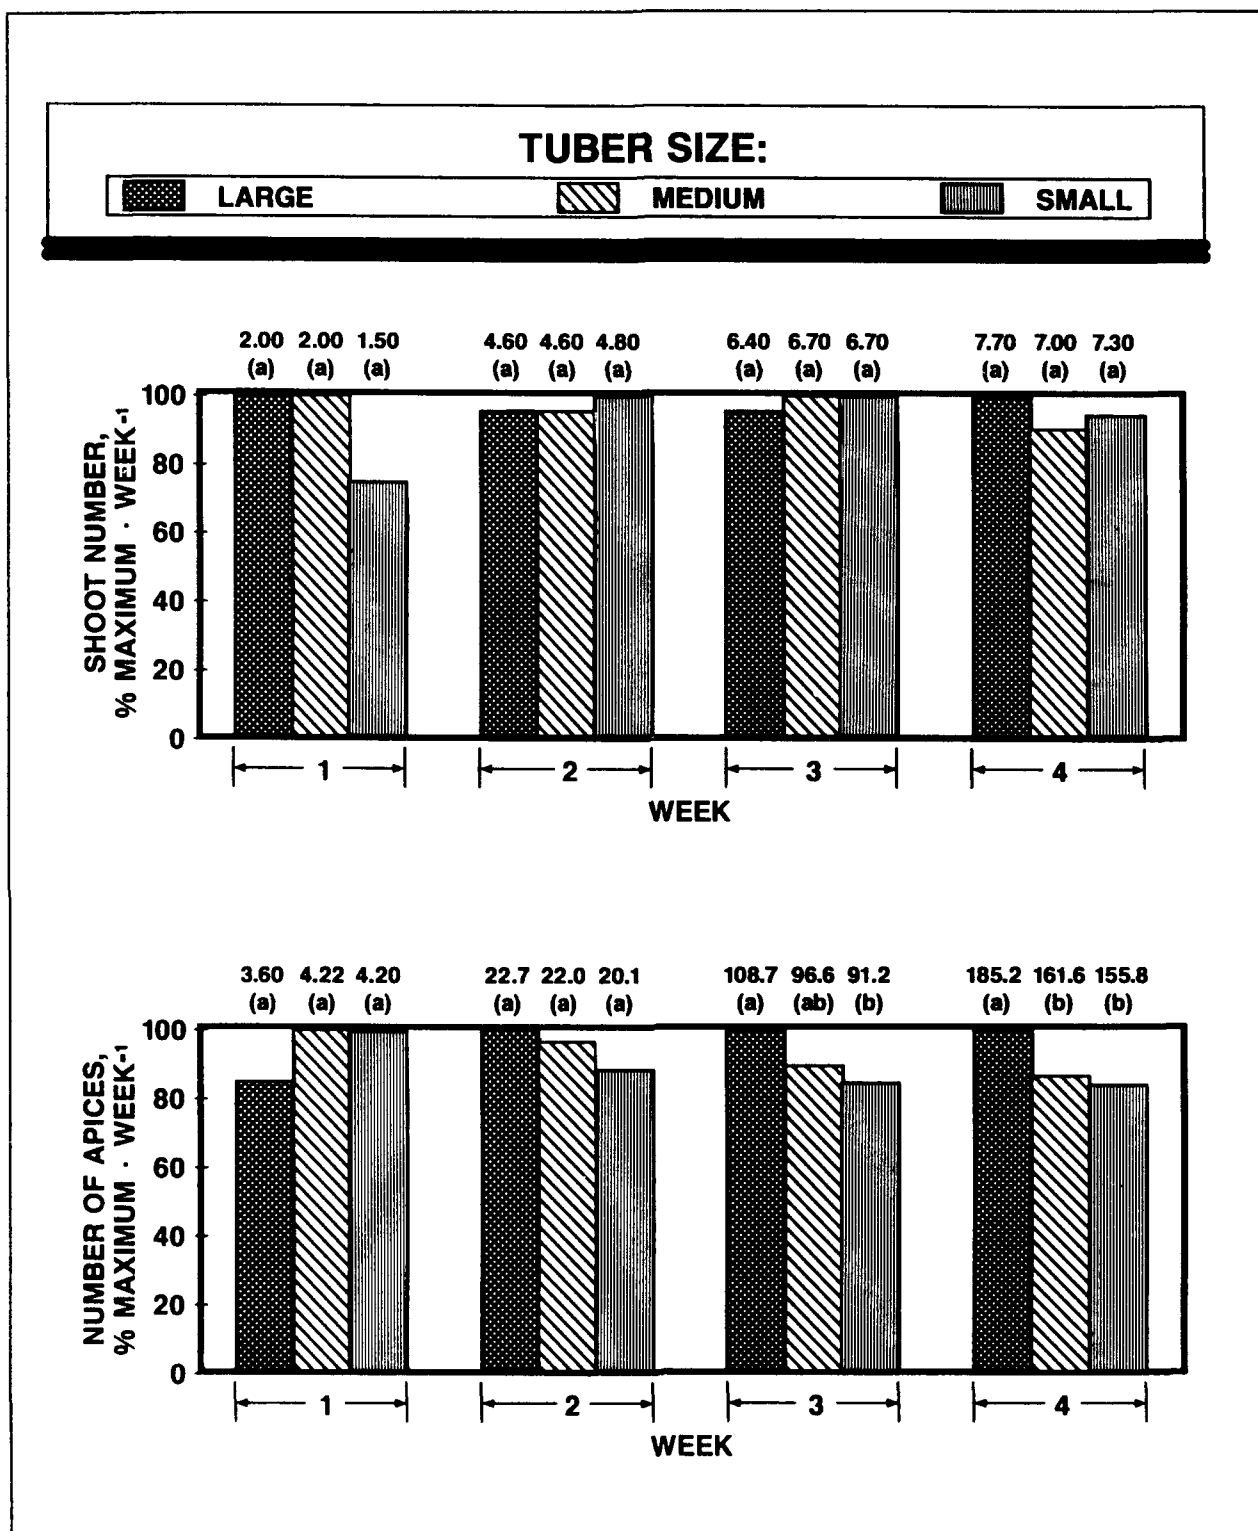 TUBER SIZE:
LARGE MEDIUM SMALL
2.00 2.00 1.50 4.60 4.60 4.80 6.40 6.70 6.70 7.70 7.00 7.30
(a) (a) (a) (a) (a) (a) (a) (a) (a) (a) (a) (a)
SHOOT NUMBER,
% MAXIMUM · WEEK-1
100
80
60
40
20
0
1 2 3 4
WEEK
3.60 4.22 4.20 22.7 22.0 20.1 108.7 96.6 91.2 185.2 161.6 155.8
(a) (a) (a) (a) (a) (a) (a) (ab) (b) (a) (b) (b)
NUMBER OF APICES,
% MAXIMUM · WEEK-1
100
80
60
40
20
0
1 2 3 4
WEEK